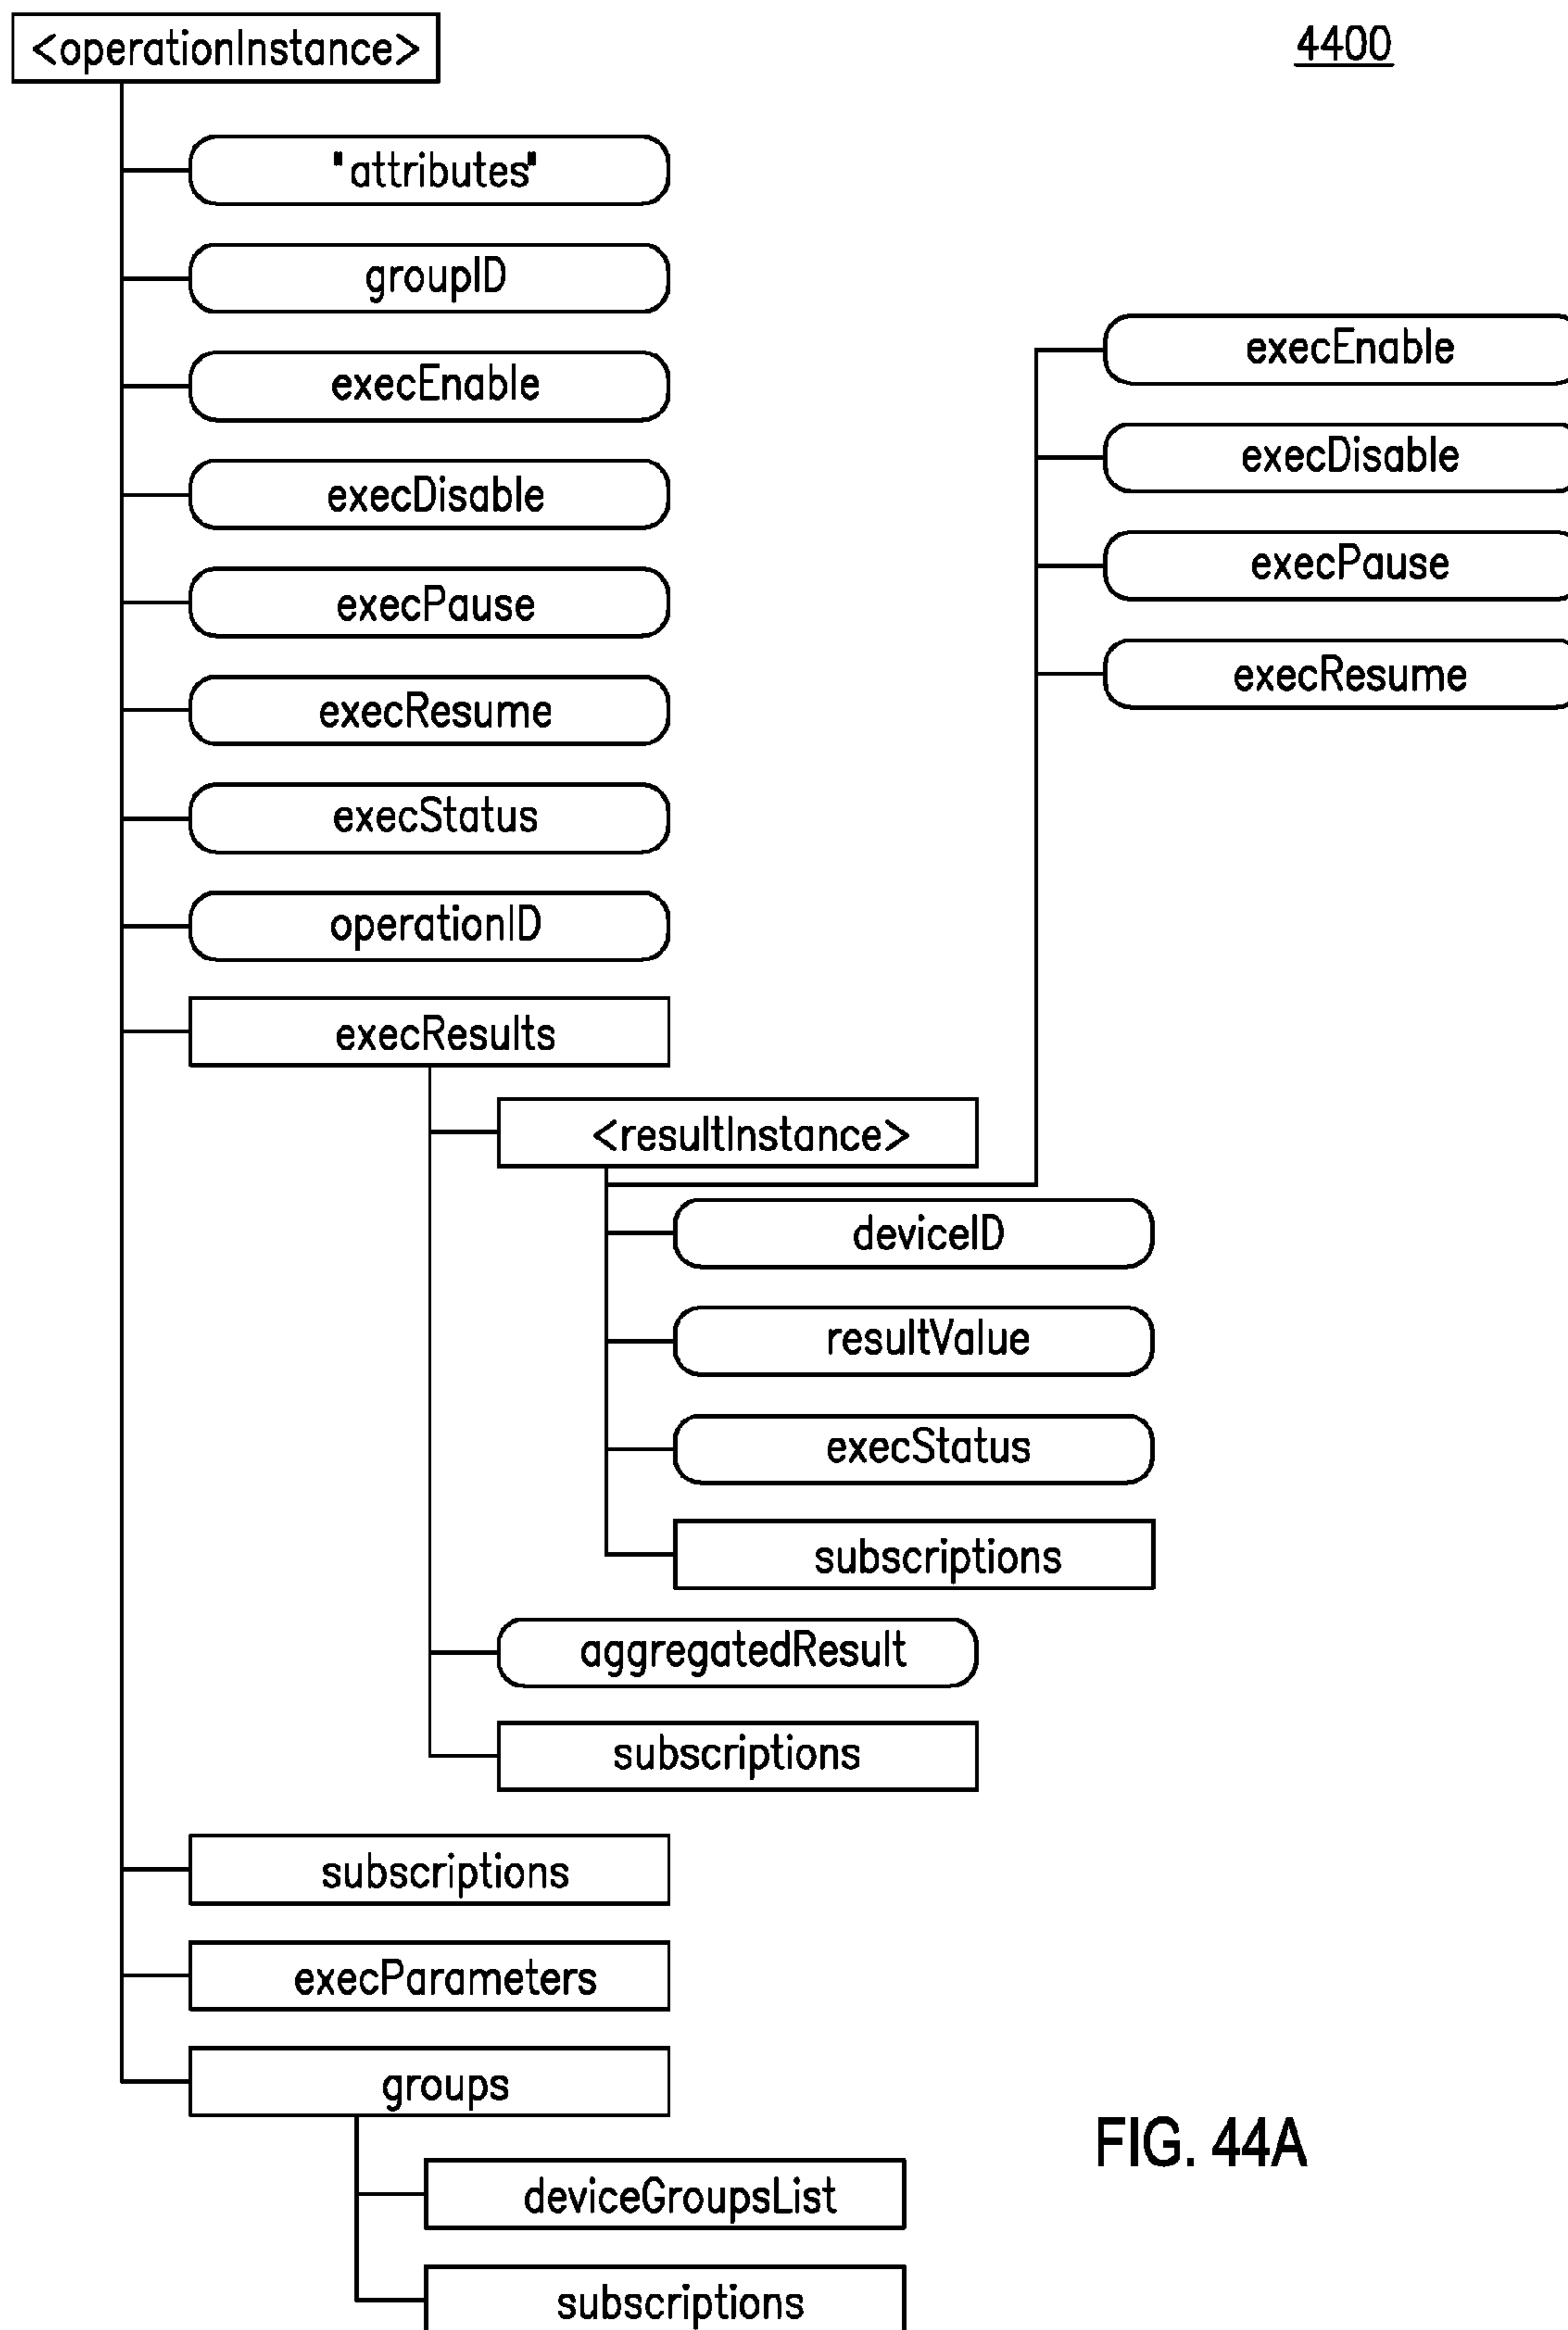 <operationInstance>
4400
"attributes"
groupID
execEnable
execDisable
execPause
execResume
execStatus
operationID
execResults
execEnable
execDisable
execPause
execResume
<resultInstance>
deviceID
resultValue
execStatus
subscriptions
aggregatedResult
subscriptions
subscriptions
execParameters
groups
deviceGroupsList
subscriptions
FIG. 44A